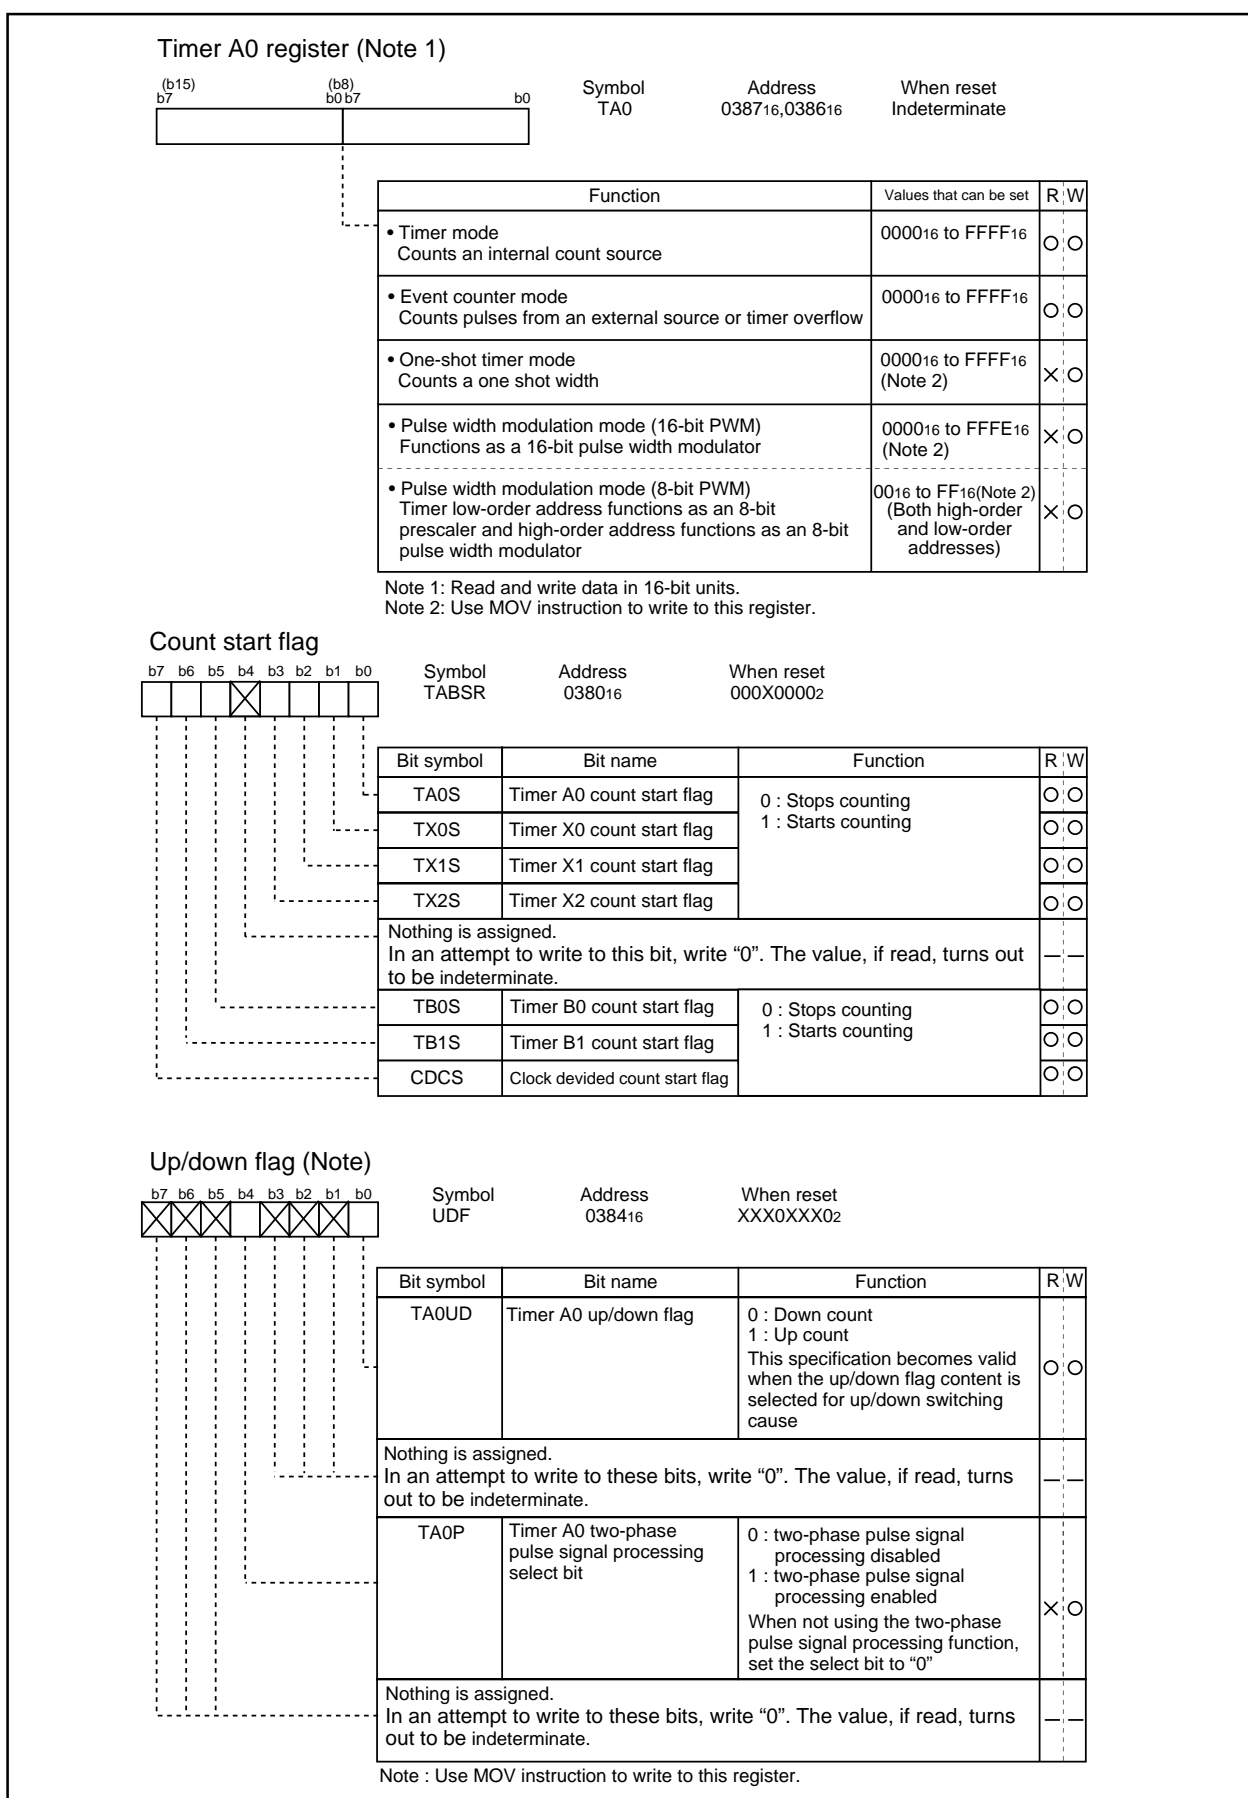 Timer A0 register (Note 1)
(b15) (b8)
b7 b0 b7 b0
Symbol Address When reset
TA0 038716,038616 Indeterminate
Function Values that can be set R W
• Timer mode 000016 to FFFF16
Counts an internal count source
• Event counter mode 000016 to FFFF16
Counts pulses from an external source or timer overflow
• One-shot timer mode 000016 to FFFF16
Counts a one shot width (Note 2)
• Pulse width modulation mode (16-bit PWM) 000016 to FFFE16
Functions as a 16-bit pulse width modulator (Note 2)
• Pulse width modulation mode (8-bit PWM) 0016 to FF16(Note 2)
Timer low-order address functions as an 8-bit (Both high-order
prescaler and high-order address functions as an 8-bit and low-order
pulse width modulator addresses)
Note 1: Read and write data in 16-bit units.
Note 2: Use MOV instruction to write to this register.
Count start flag
b7 b6 b5 b4 b3 b2 b1 b0
Symbol Address When reset
TABSR 038016 000X00002
Bit symbol Bit name Function R W
TA0S Timer A0 count start flag 0 : Stops counting
TX0S Timer X0 count start flag 1 : Starts counting
TX1S Timer X1 count start flag
TX2S Timer X2 count start flag
Nothing is assigned.
In an attempt to write to this bit, write “0”. The value, if read, turns out
to be indeterminate.
TB0S Timer B0 count start flag 0 : Stops counting
TB1S Timer B1 count start flag 1 : Starts counting
CDCS Clock devided count start flag
Up/down flag (Note)
b7 b6 b5 b4 b3 b2 b1 b0
Symbol Address When reset
UDF 038416 XXX0XXX02
Bit symbol Bit name Function R W
TA0UD Timer A0 up/down flag 0 : Down count
1 : Up count
This specification becomes valid
when the up/down flag content is
selected for up/down switching
cause
Nothing is assigned.
In an attempt to write to these bits, write “0”. The value, if read, turns
out to be indeterminate.
TA0P Timer A0 two-phase 0 : two-phase pulse signal
pulse signal processing processing disabled
select bit 1 : two-phase pulse signal
processing enabled
When not using the two-phase
pulse signal processing function,
set the select bit to “0”
Nothing is assigned.
In an attempt to write to these bits, write “0”. The value, if read, turns
out to be indeterminate.
Note : Use MOV instruction to write to this register.